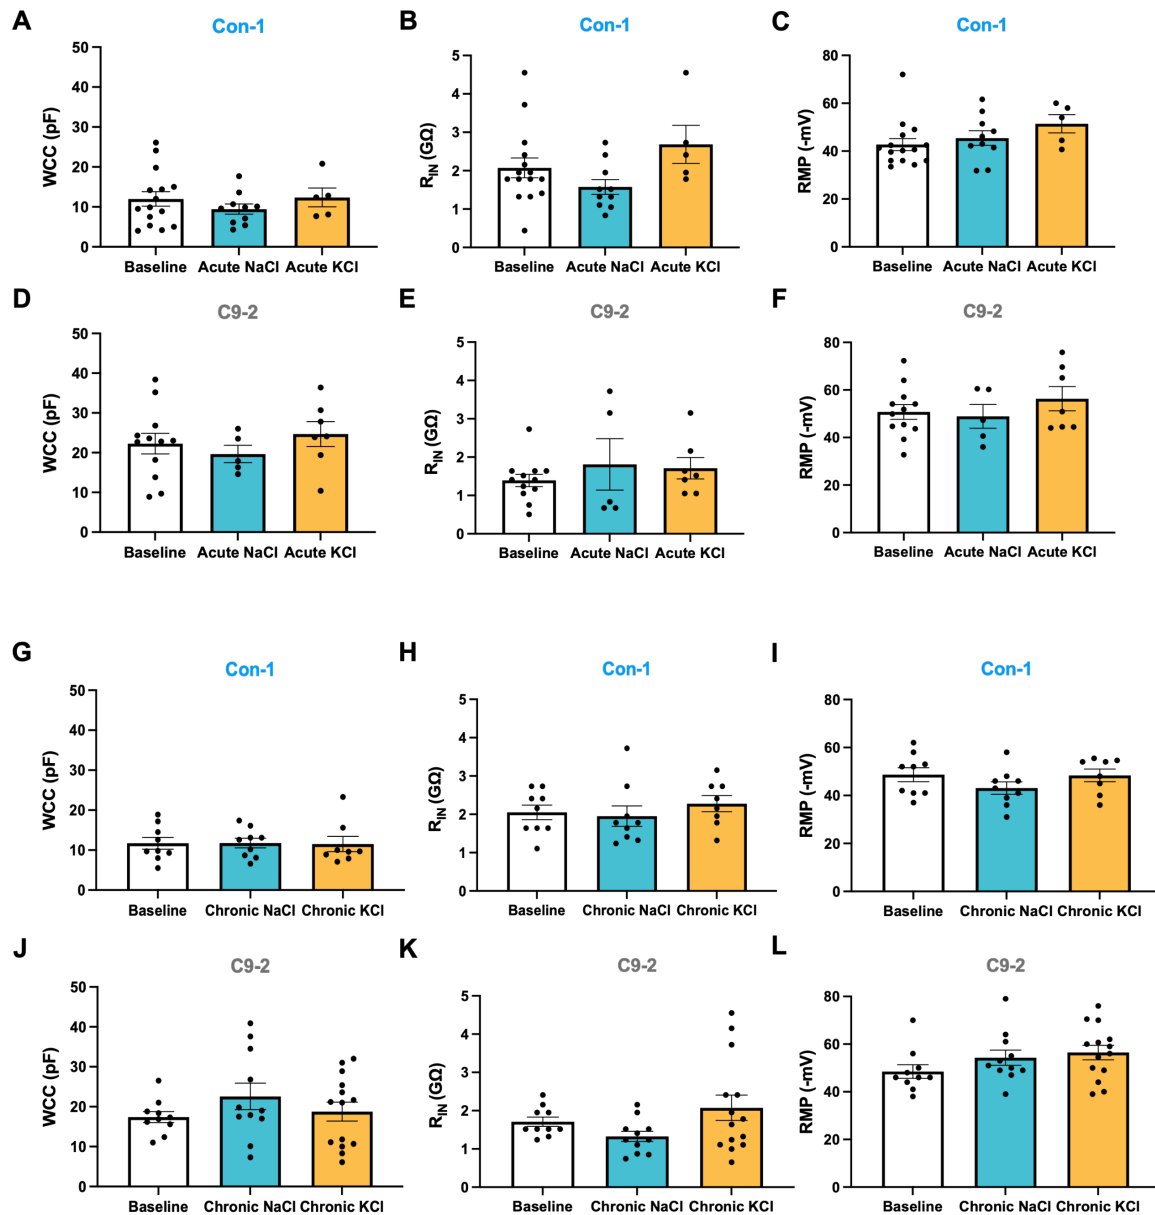 A
Con-1
WCC (pF)
50
40
30
20
10
0
Baseline Acute NaCl Acute KCl
B
Con-1
R_IN (GΩ)
5
4
3
2
1
0
Baseline Acute NaCl Acute KCl
C
Con-1
RMP (-mV)
80
60
40
20
0
Baseline Acute NaCl Acute KCl
D
C9-2
WCC (pF)
50
40
30
20
10
0
Baseline Acute NaCl Acute KCl
E
C9-2
R_IN (GΩ)
5
4
3
2
1
0
Baseline Acute NaCl Acute KCl
F
C9-2
RMP (-mV)
80
60
40
20
0
Baseline Acute NaCl Acute KCl
G
Con-1
WCC (pF)
50
40
30
20
10
0
Baseline Chronic NaCl Chronic KCl
H
Con-1
R_IN (GΩ)
5
4
3
2
1
0
Baseline Chronic NaCl Chronic KCl
I
Con-1
RMP (-mV)
80
60
40
20
0
Baseline Chronic NaCl Chronic KCl
J
C9-2
WCC (pF)
50
40
30
20
10
0
Baseline Chronic NaCl Chronic KCl
K
C9-2
R_IN (GΩ)
5
4
3
2
1
0
Baseline Chronic NaCl Chronic KCl
L
C9-2
RMP (-mV)
80
60
40
20
0
Baseline Chronic NaCl Chronic KCl